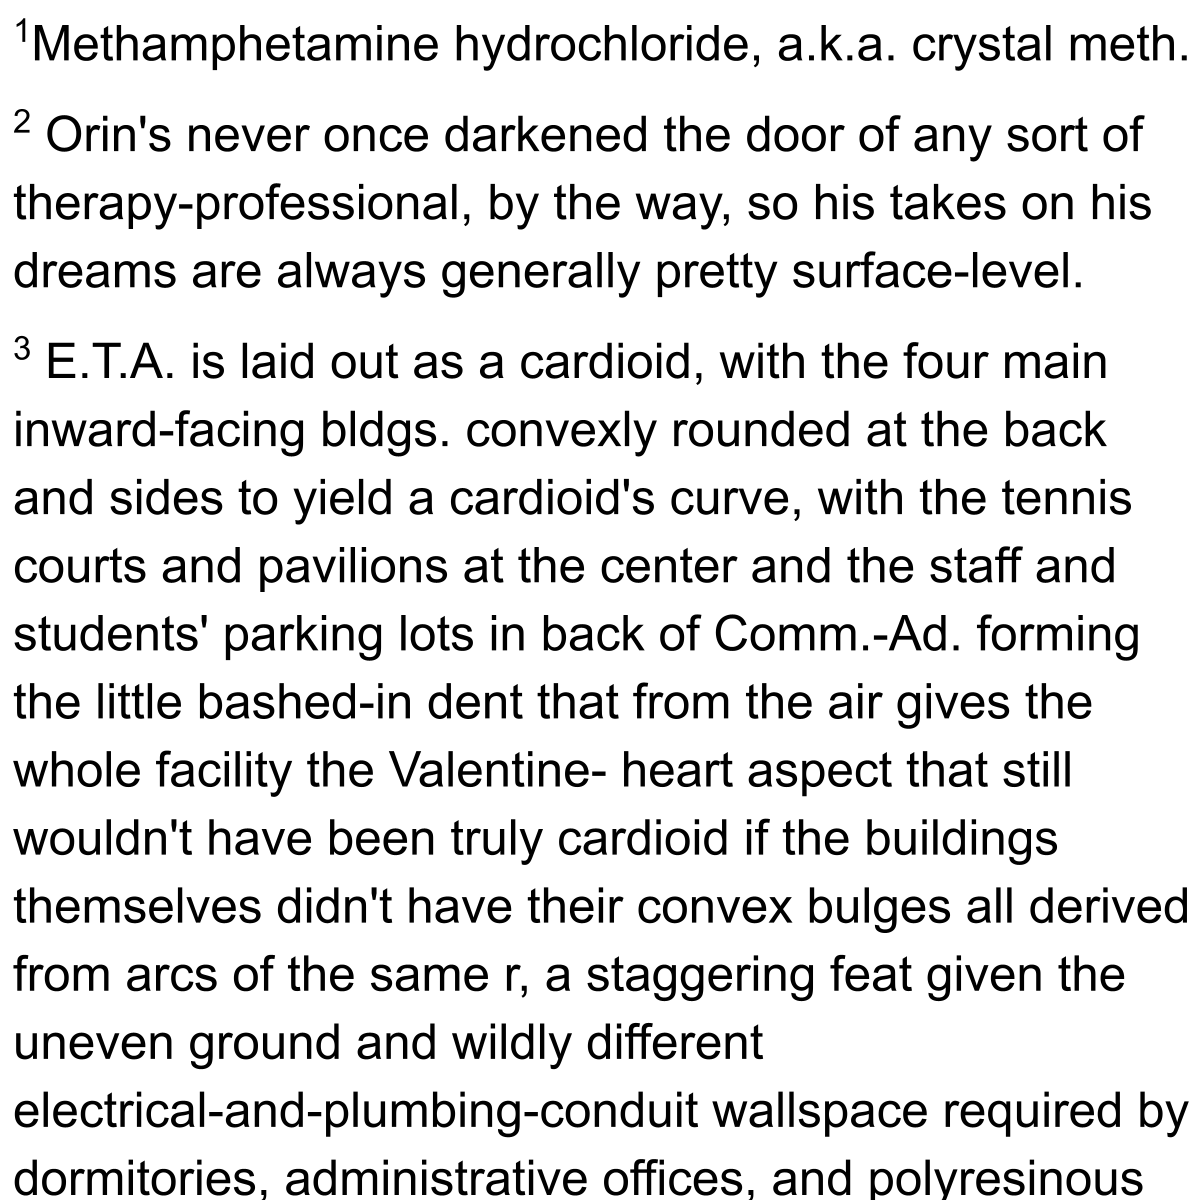 ¹Methamphetamine hydrochloride, a.k.a. crystal meth.
² Orin's never once darkened the door of any sort of
therapy-professional, by the way, so his takes on his
dreams are always generally pretty surface-level.
³ E.T.A. is laid out as a cardioid, with the four main
inward-facing bldgs. convexly rounded at the back
and sides to yield a cardioid's curve, with the tennis
courts and pavilions at the center and the staff and
students' parking lots in back of Comm.-Ad. forming
the little bashed-in dent that from the air gives the
whole facility the Valentine- heart aspect that still
wouldn't have been truly cardioid if the buildings
themselves didn't have their convex bulges all derived
from arcs of the same r, a staggering feat given the
uneven ground and wildly different
electrical-and-plumbing-conduit wallspace required by
dormitories, administrative offices, and polyresinous